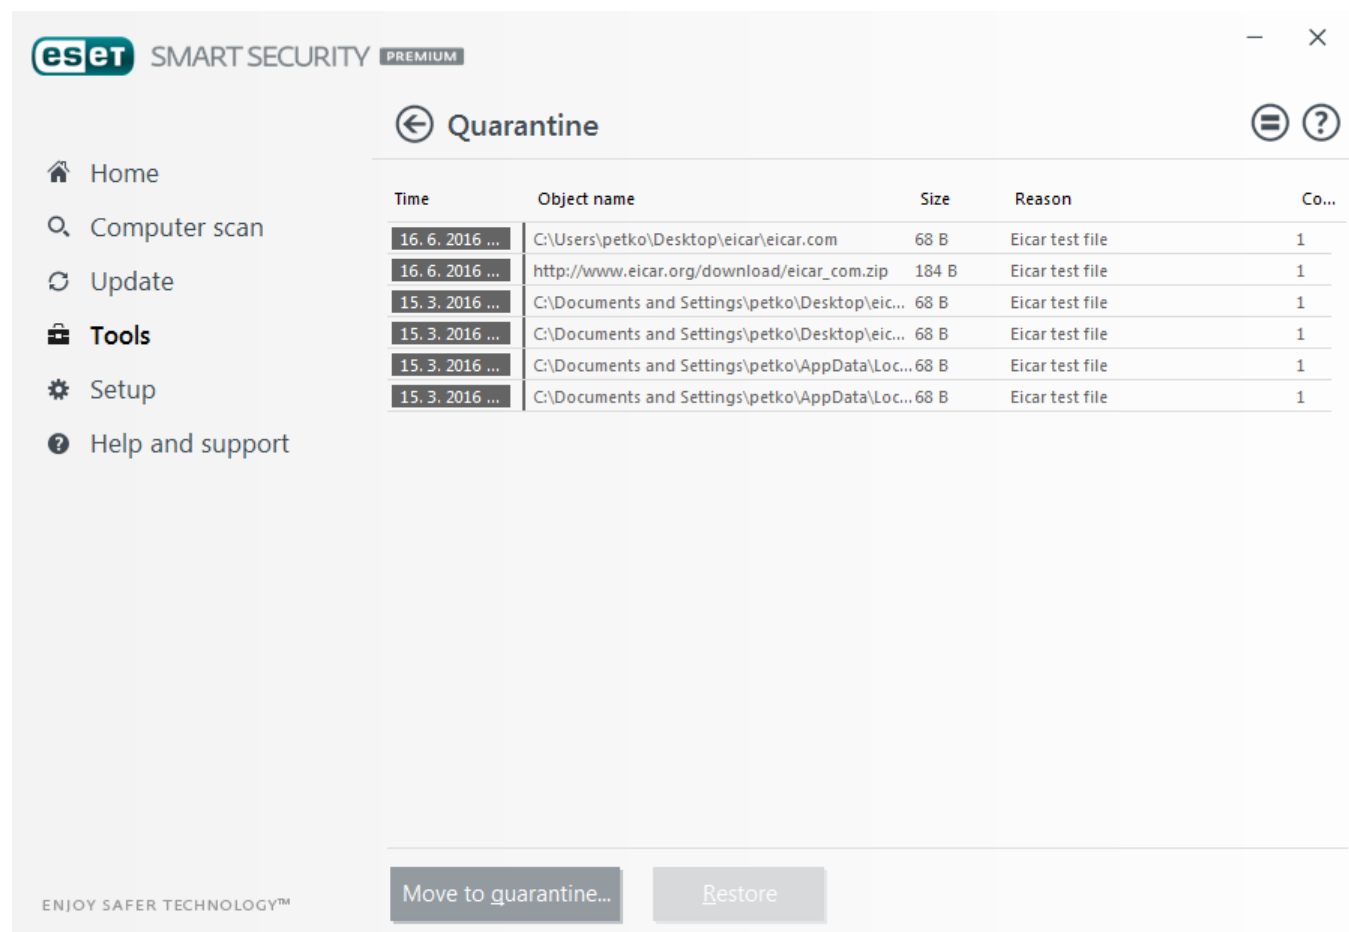 eset SMART SECURITY PREMIUM
Quarantine
Home
Computer scan
Update
Tools
Setup
Help and support
Time Object name Size Reason Co...
16. 6. 2016 ... C:\Users\petko\Desktop\eicar\eicar.com 68 B Eicar test file 1
16. 6. 2016 ... http://www.eicar.org/download/eicar_com.zip 184 B Eicar test file 1
15. 3. 2016 ... C:\Documents and Settings\petko\Desktop\eic... 68 B Eicar test file 1
15. 3. 2016 ... C:\Documents and Settings\petko\Desktop\eic... 68 B Eicar test file 1
15. 3. 2016 ... C:\Documents and Settings\petko\AppData\Loc... 68 B Eicar test file 1
15. 3. 2016 ... C:\Documents and Settings\petko\AppData\Loc... 68 B Eicar test file 1
Move to quarantine... Restore
ENJOY SAFER TECHNOLOGY™